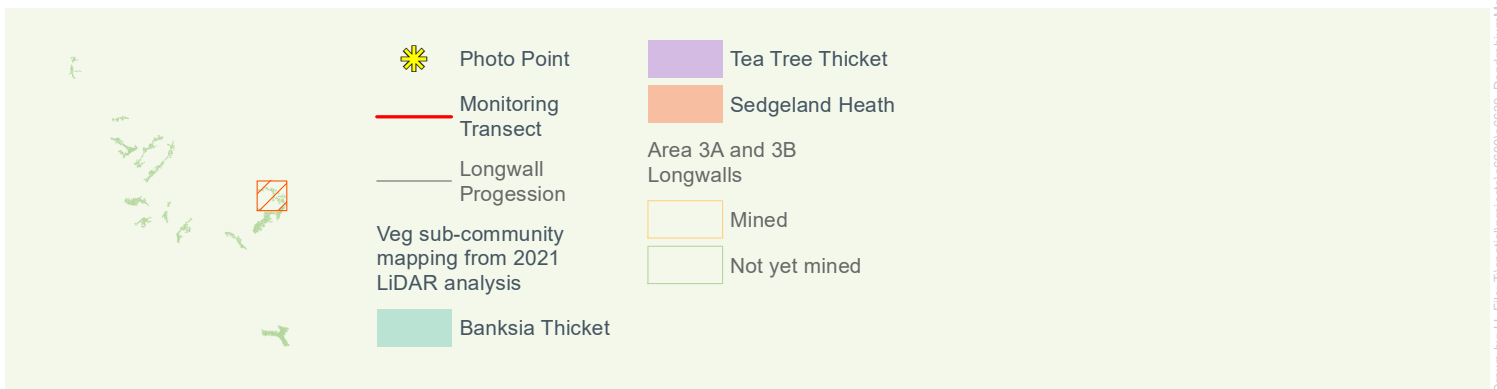 Photo Point
Monitoring
Transect
Longwall
Progession
Veg sub-community
mapping from 2021
LiDAR analysis
Banksia Thicket
Tea Tree Thicket
Sedgeland Heath
Area 3A and 3B
Longwalls
Mined
Not yet mined